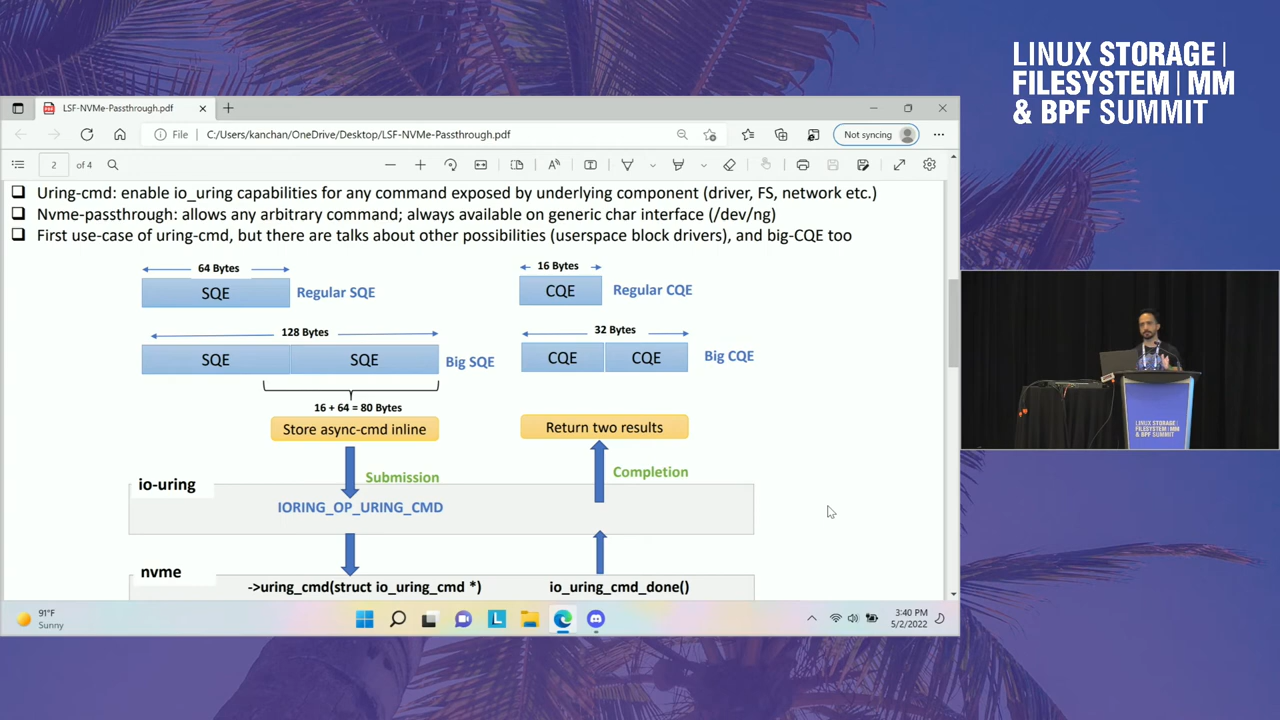 LINUX STORAGE |
FILESYSTEM | MM
& BPF SUMMIT
LSF-NVMe-Passthrough.pdf
File
C:/Users/kanchan/OneDrive/Desktop/LSF-NVMe-Passthrough.pdf
Not syncing
2 of 4
Uring-cmd: enable io_uring capabilities for any command exposed by underlying component (driver, FS, network etc.)
Nvme-passthrough: allows any arbitrary command; always available on generic char interface (/dev/ng)
First use-case of uring-cmd, but there are talks about other possibilities (userspace block drivers), and big-CQE too
64 Bytes
16 Bytes
SQE Regular SQE
CQE Regular CQE
128 Bytes
32 Bytes
SQE SQE Big SQE
CQE CQE Big CQE
16 + 64 = 80 Bytes
Store async-cmd inline
Return two results
Submission
Completion
io-uring
IORING_OP_URING_CMD
nvme
->uring_cmd(struct io_uring_cmd *)
io_uring_cmd_done()
91°F
Sunny
L
3:40 PM
5/2/2022
LINUX STORAGE |
FILESYSTEM | MM
& BPF SUMMIT